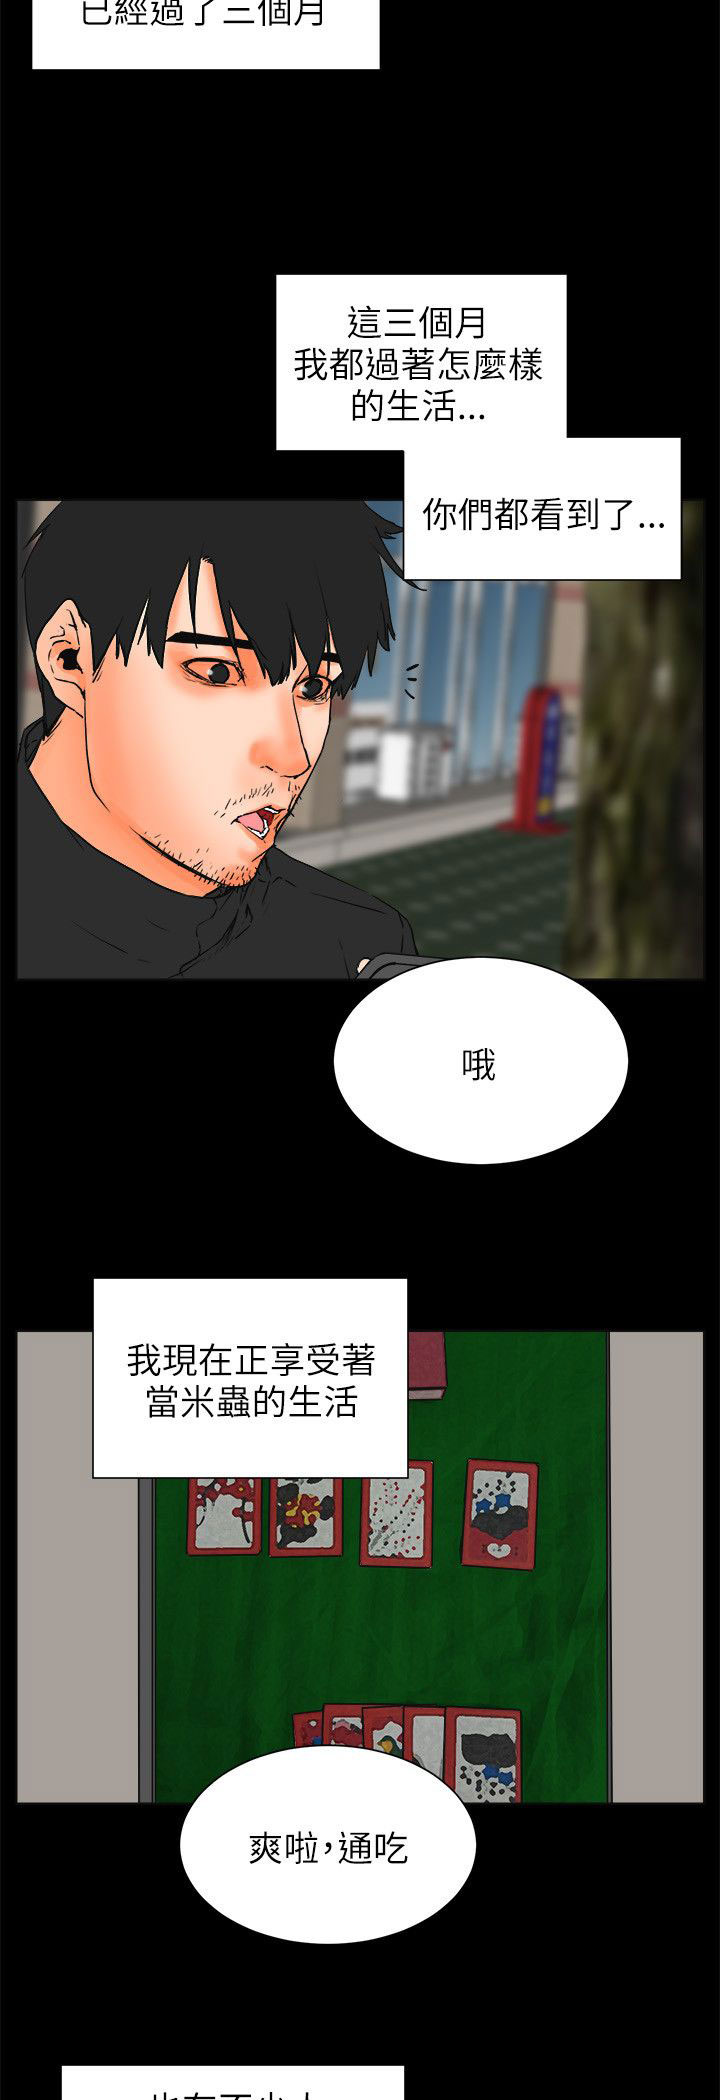 已經過了三個月
這三個月
我都過著怎麼樣
的生活...
你們都看到了...
哦
我現在正享受著
當米蟲的生活
爽啦，通吃